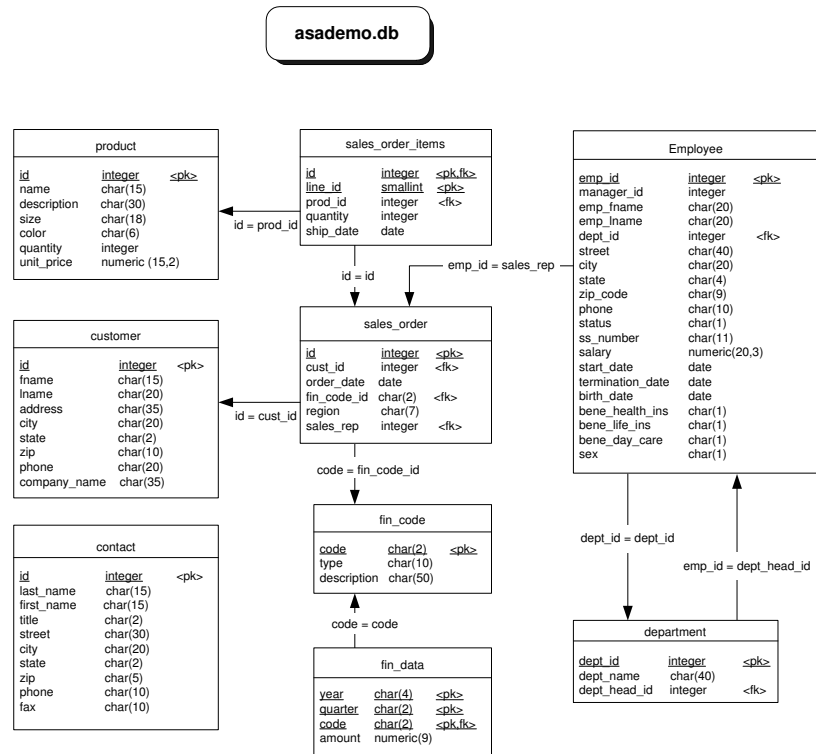 asademo.db
product
id integer <pk>
name char(15)
description char(30)
size char(18)
color char(6)
quantity integer
unit_price numeric (15,2)
id = prod_id
sales_order_items
id integer <pk,fk>
line_id smallint <pk>
prod_id integer <fk>
quantity integer
ship_date date
id = id
emp_id = sales_rep
Employee
emp_id integer <pk>
manager_id integer
emp_fname char(20)
emp_lname char(20)
dept_id integer <fk>
street char(40)
city char(20)
state char(4)
zip_code char(9)
phone char(10)
status char(1)
ss_number char(11)
salary numeric(20,3)
start_date date
termination_date date
birth_date date
bene_health_ins char(1)
bene_life_ins char(1)
bene_day_care char(1)
sex char(1)
customer
id integer <pk>
fname char(15)
lname char(20)
address char(35)
city char(20)
state char(2)
zip char(10)
phone char(20)
company_name char(35)
id = cust_id
sales_order
id integer <pk>
cust_id integer <fk>
order_date date
fin_code_id char(2) <fk>
region char(7)
sales_rep integer <fk>
code = fin_code_id
contact
id integer <pk>
last_name char(15)
first_name char(15)
title char(2)
street char(30)
city char(20)
state char(2)
zip char(5)
phone char(10)
fax char(10)
fin_code
code char(2) <pk>
type char(10)
description char(50)
code = code
fin_data
year char(4) <pk>
quarter char(2) <pk>
code char(2) <pk,fk>
amount numeric(9)
dept_id = dept_id
emp_id = dept_head_id
department
dept_id integer <pk>
dept_name char(40)
dept_head_id integer <fk>